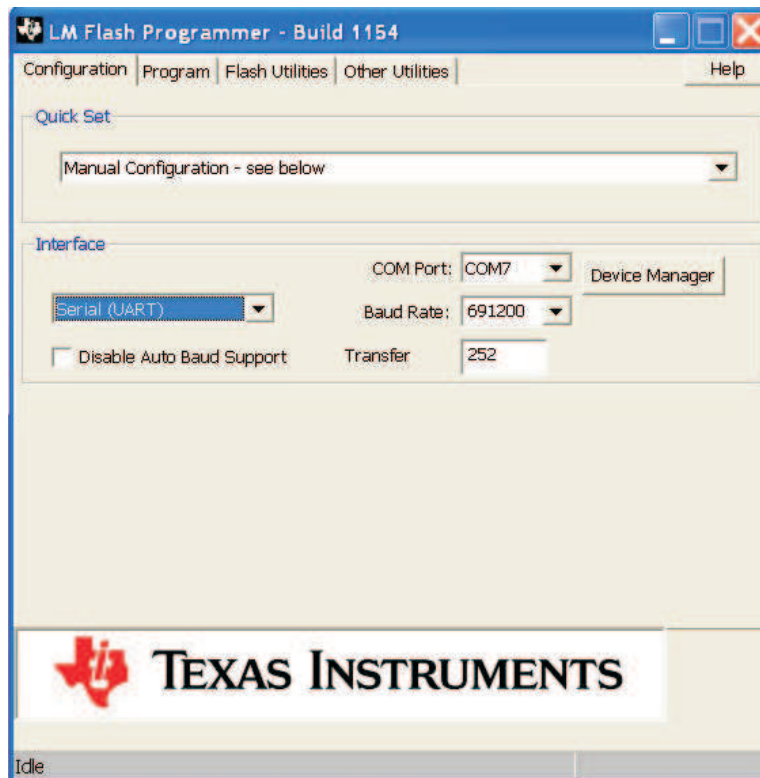 LM Flash Programmer - Build 1154
Configuration Program Flash Utilities Other Utilities Help
Quick Set
Manual Configuration - see below
Interface
COM Port: COM7 Device Manager
Serial (UART) Baud Rate: 691200
Disable Auto Baud Support Transfer 252
TEXAS INSTRUMENTS
Idle